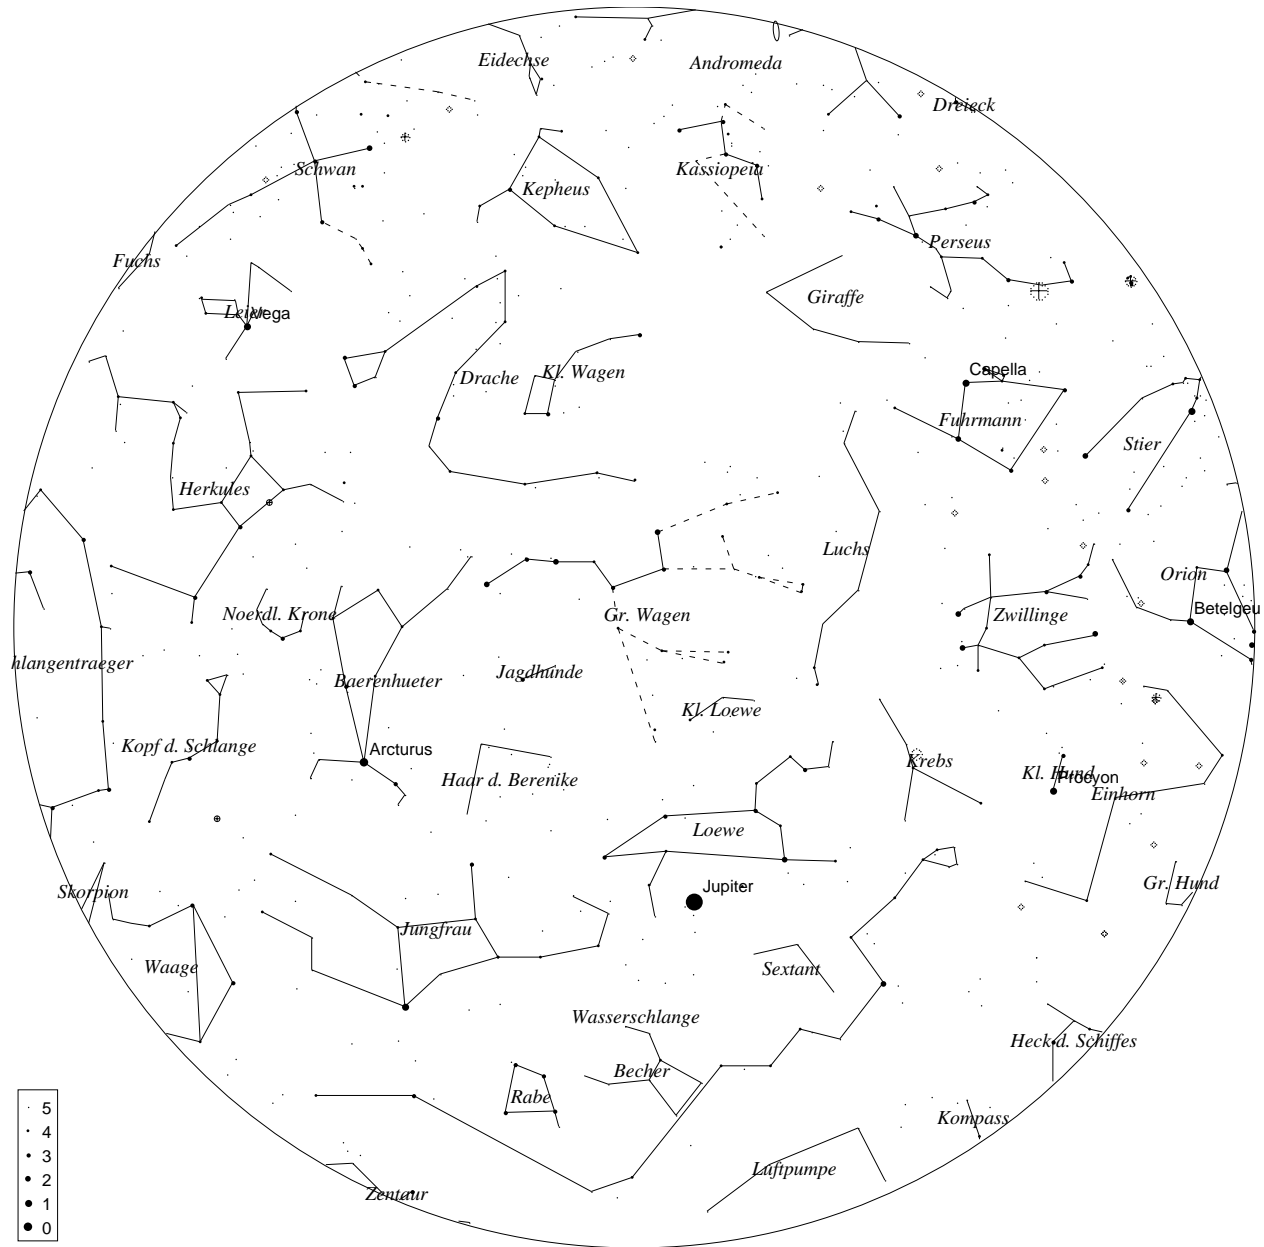 Eidechse
Andromeda
Dreieck
Schwan
Kepheus
Kassiopeia
Fuchs
Perseus
Leier
Vega
Giraffe
Drache
Kl. Wagen
Capella
Fuhrmann
Stier
Herkules
Luchs
Orion
Noerdl. Krone
Gr. Wagen
Zwillinge
Betelgeu
hlangentraeger
Baerenhueter
Jagdhunde
Kl. Loewe
Kopf d. Schlange
Arcturus
Haar d. Berenike
Krebs
Kl. Hund
Procyon
Einhorn
Loewe
Skorpion
Jupiter
Gr. Hund
Jungfrau
Waage
Sextant
Wasserschlange
Heck d. Schiffes
Becher
Rabe
Kompass
Luftpumpe
Zentaur
5
4
3
2
1
0